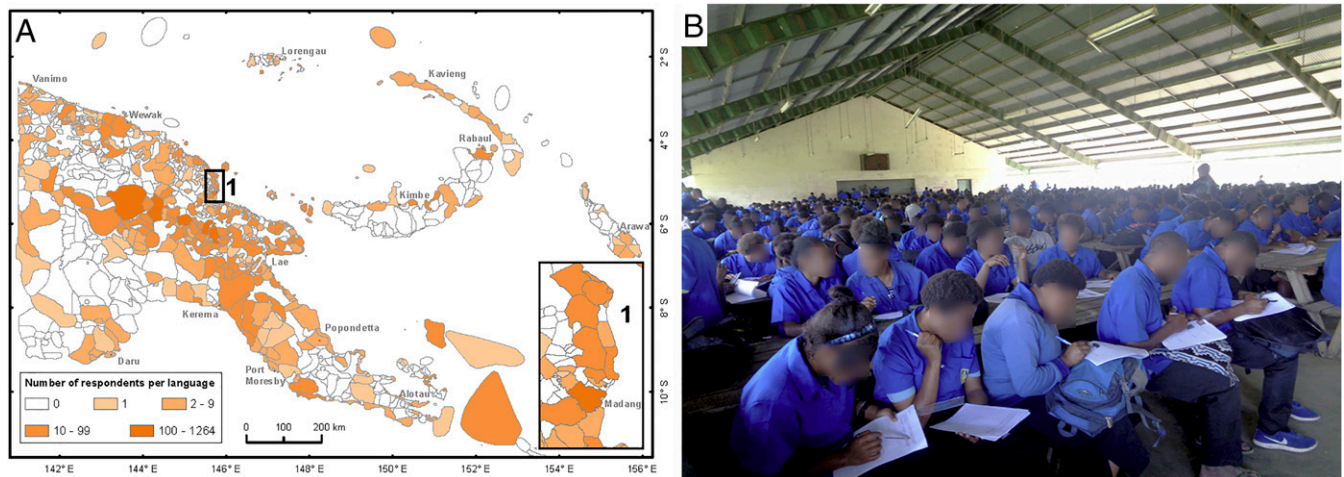 A
Lorengau
2° S
Vanimo
Kavieng
Wewak
4° S
Rabaul
1
Kimbe
6° S
Arawa
Lae
1
Kerema
8° S
Popondetta
Daru
Port
Moresby
Number of respondents per language
0
1
2 - 9
10 - 99
100 - 1264
Alotau
10° S
Madang
0
100
200 km
142° E
144° E
146° E
148° E
150° E
152° E
154° E
156° E
B